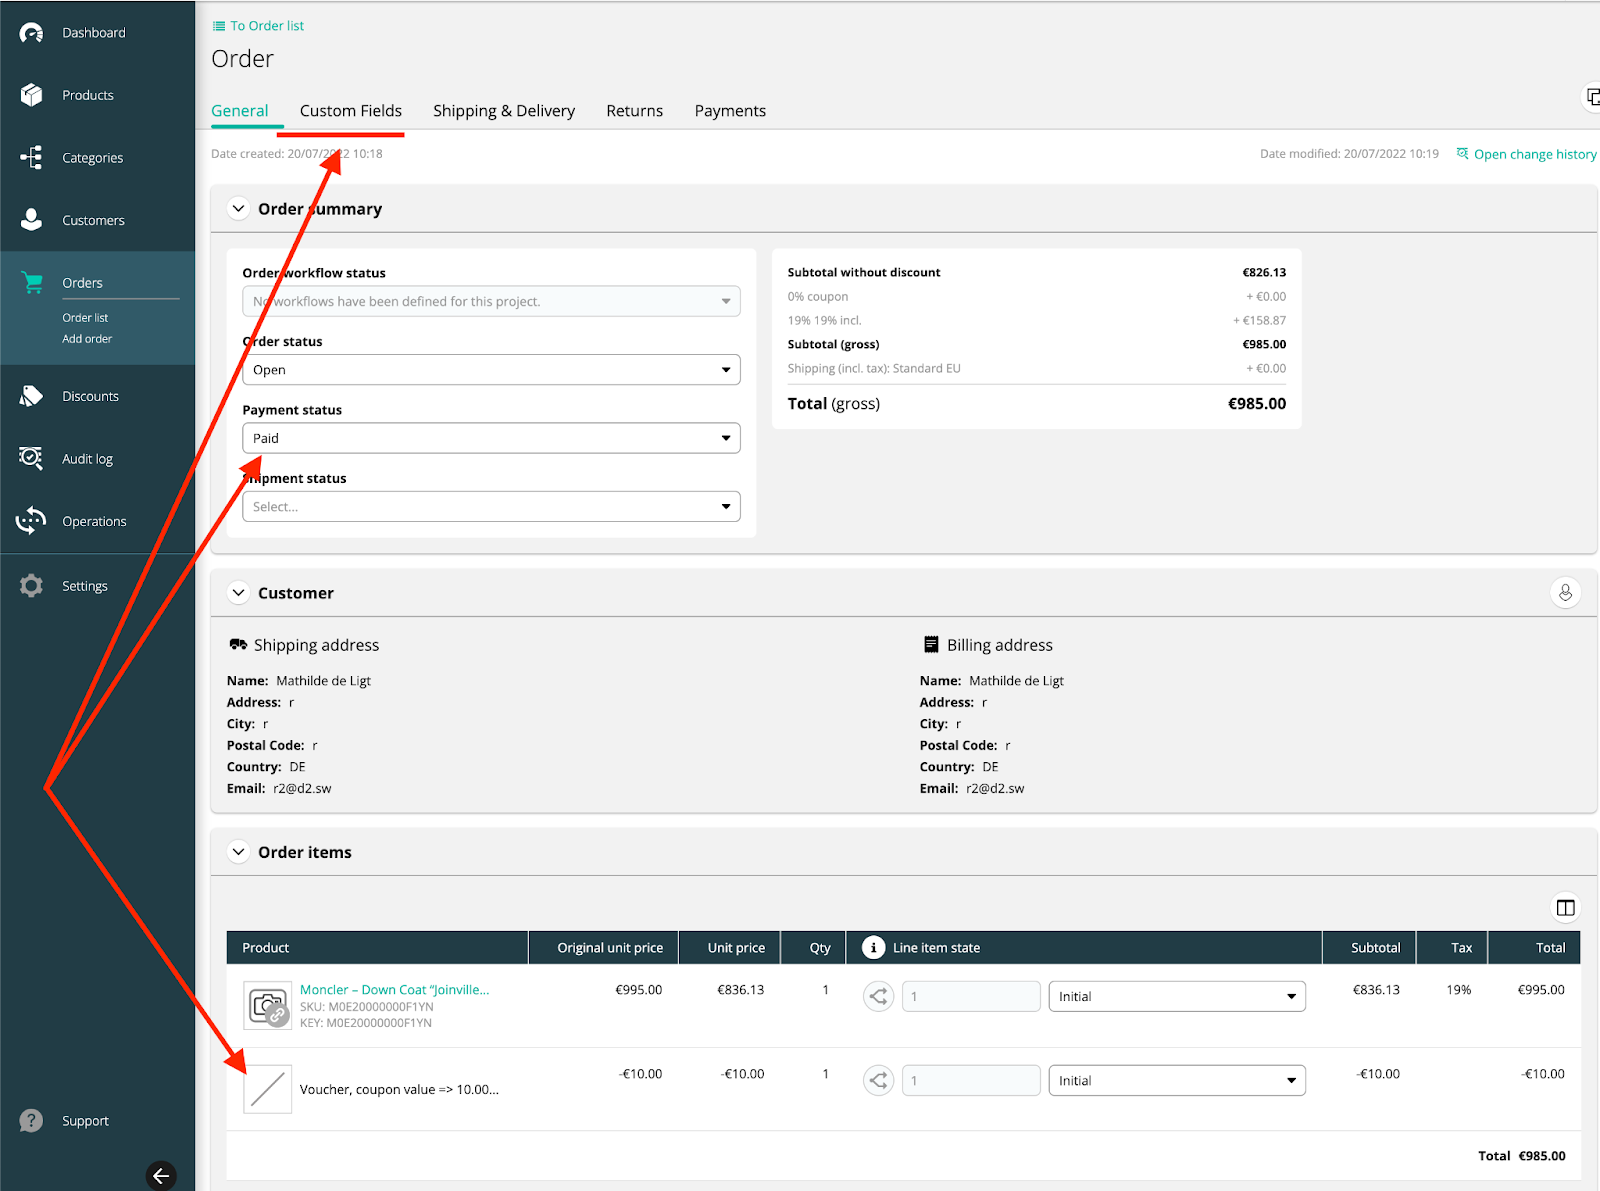 Dashboard
Products
Categories
Customers
Orders
Order list
Add order
Discounts
Audit log
Operations
Settings
Support
To Order list
Order
General Custom Fields Shipping & Delivery Returns Payments
Date created: 20/07/2022 10:18 Date modified: 20/07/2022 10:19 Open change history
Order summary
Order workflow status
No workflows have been defined for this project.
Order status
Open
Payment status
Paid
Shipment status
Select...
Subtotal without discount €826.13
0% coupon + €0.00
19% 19% incl. + €158.87
Subtotal (gross) €985.00
Shipping (incl. tax): Standard EU + €0.00
Total (gross) €985.00
Customer
Shipping address
Name: Mathilde de Ligt
Address: r
City: r
Postal Code: r
Country: DE
Email: r2@d2.sw
Billing address
Name: Mathilde de Ligt
Address: r
City: r
Postal Code: r
Country: DE
Email: r2@d2.sw
Order items
Product Original unit price Unit price Qty i Line item state Subtotal Tax Total
Moncler – Down Coat “Joinville... €995.00 €836.13 1 1 Initial €836.13 19% €995.00
SKU: M0E20000000F1YN
KEY: M0E20000000F1YN
Voucher, coupon value => 10.00... -€10.00 -€10.00 1 1 Initial -€10.00 -€10.00
Total €985.00